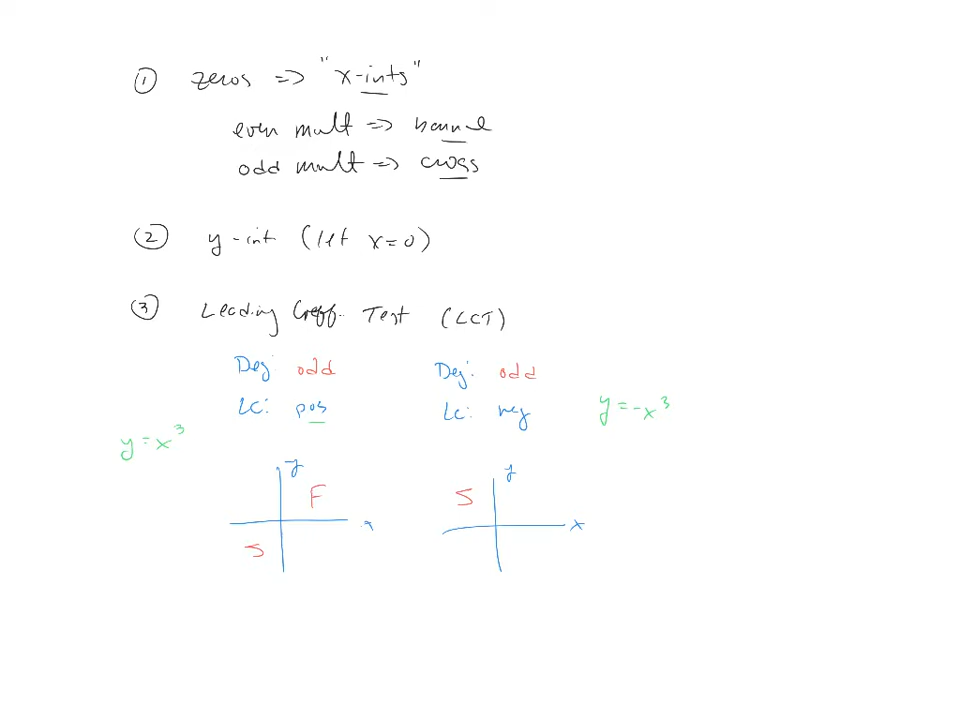 ① zeros => "x-ints"
even mult => bounce
odd mult => cross
② y-int (let x=0)
③ Leading Coeff. Test (LCT)
Deg: odd
LC: pos
y = x³
Deg: odd
LC: neg
y = -x³
y
F
x
S
y
S
x